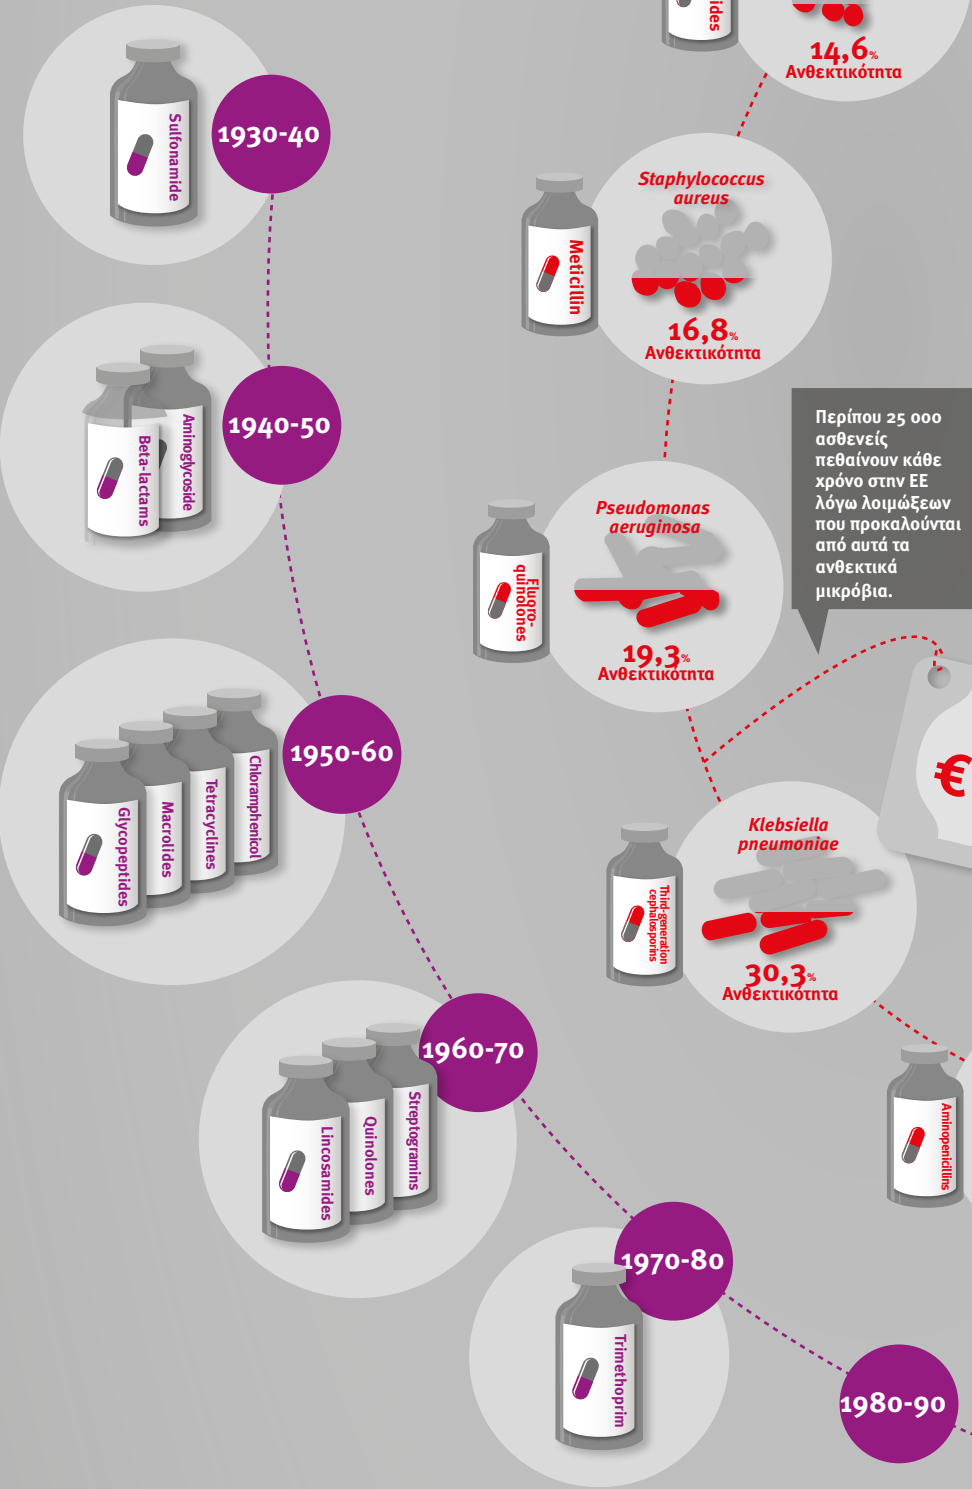 ides
14,6%
Ανθεκτικότητα
Sulfonamide
1930-40
Staphylococcus
aureus
Meticillin
16,8%
Ανθεκτικότητα
Aminoglycoside
Beta-lactams
1940-50
Περίπου 25 000
ασθενείς
πεθαίνουν κάθε
χρόνο στην ΕΕ
λόγω λοιμώξεων
που προκαλούνται
από αυτά τα
ανθεκτικά
μικρόβια.
Pseudomonas
aeruginosa
Fluoro-
quinolones
19,3%
Ανθεκτικότητα
Chloramphenicol
Tetracyclines
Macrolides
Glycopeptides
1950-60
€
Klebsiella
pneumoniae
Third-generation
cephalosporins
30,3%
Ανθεκτικότητα
1960-70
Streptogramins
Quinolones
Lincosamides
Aminopenicillins
1970-80
Trimethoprim
1980-90